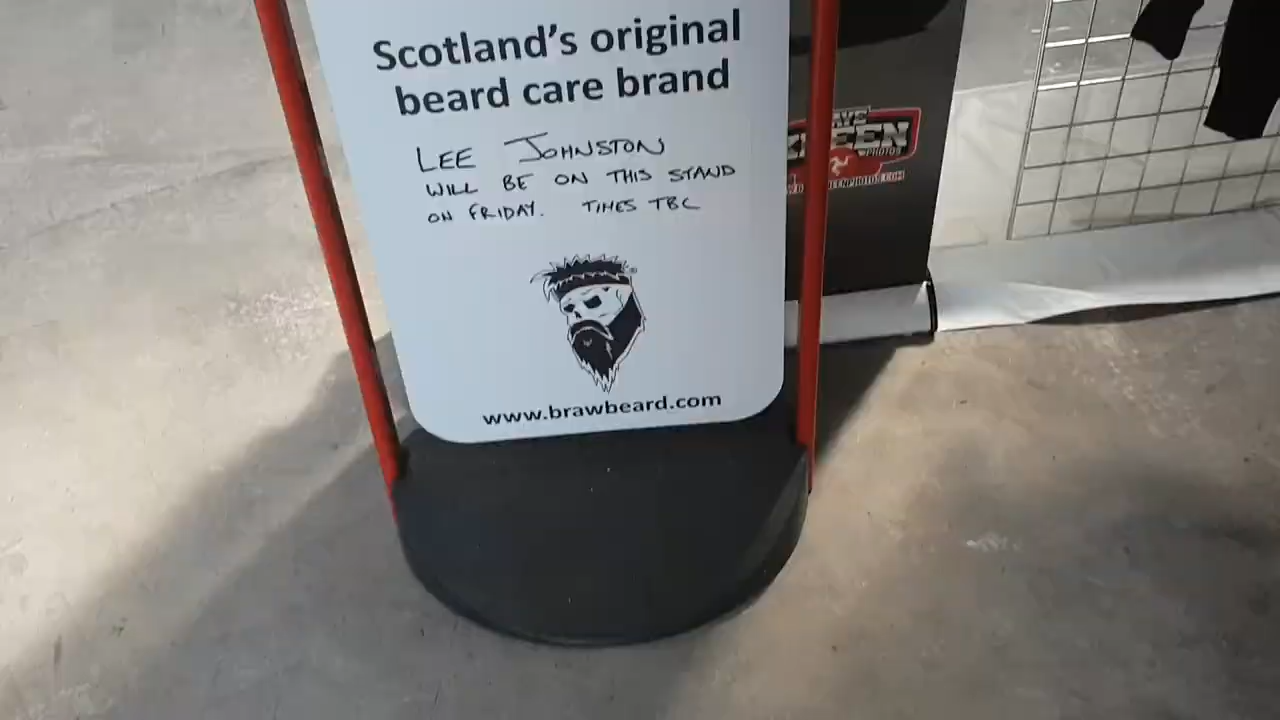 Scotland's original
beard care brand
LEE JOHNSTON
WILL BE ON THIS STAND
ON FRIDAY. TIMES TBC
www.brawbeard.com
PHOTOS